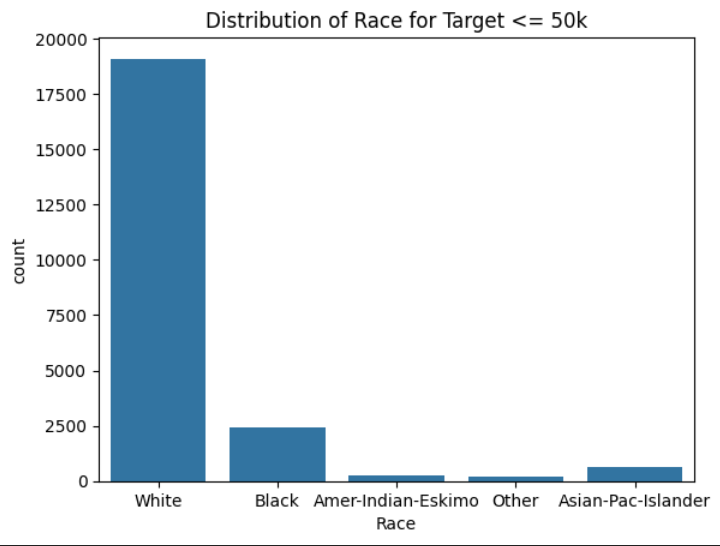 Distribution of Race for Target <= 50k
20000
17500
15000
12500
10000
7500
5000
2500
0
count
White Black Amer-Indian-Eskimo Other Asian-Pac-Islander
Race